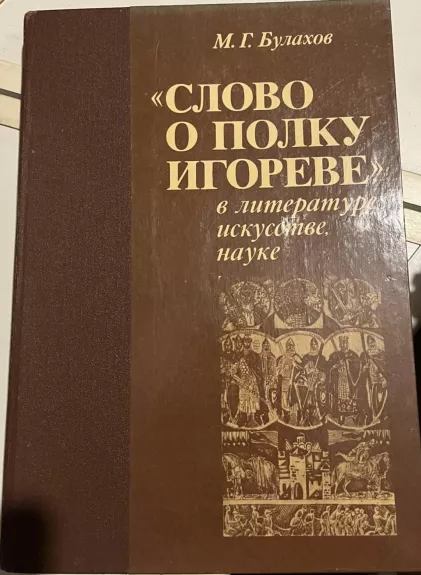 М. Г. Булахов
«СЛОВО
О ПОЛКУ
ИГОРЕВЕ»
в литературе,
искусстве,
науке